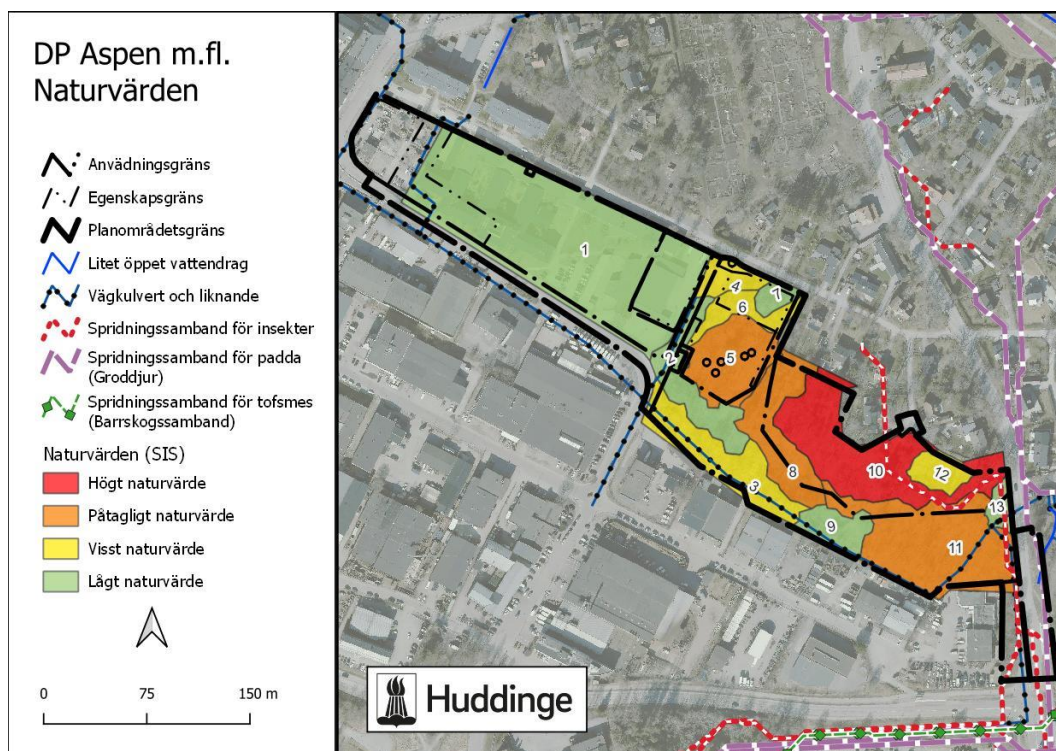 DP Aspen m.fl.
Naturvärden
Anvädningsgräns
Egenskapsgräns
Planområdetsgräns
Litet öppet vattendrag
Vägkulvert och liknande
Spridningssamband för insekter
Spridningssamband för padda
(Groddjur)
Spridningssamband för tofsmes
(Barrskogssamband)
Naturvärden (SIS)
Högt naturvärde
Påtagligt naturvärde
Visst naturvärde
Lågt naturvärde
0 75 150 m
1
4
7
6
2
5
8
10
12
3
9
13
11
Huddinge